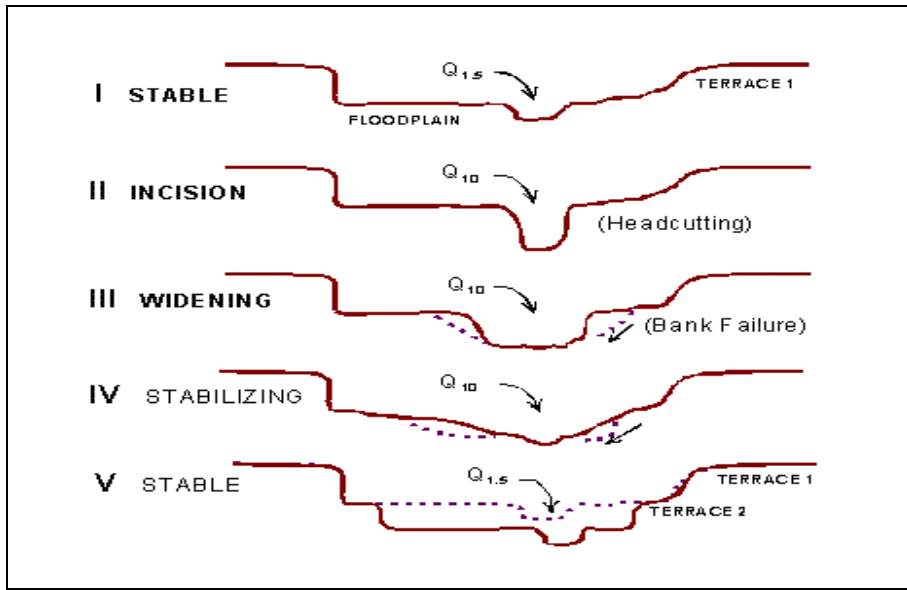 I STABLE
Q1.5
TERRACE 1
FLOODPLAIN
II INCISION
Q10
(Headcutting)
III WIDENING
Q10
(Bank Failure)
IV STABILIZING
Q10
V STABLE
Q1.5
TERRACE 1
TERRACE 2